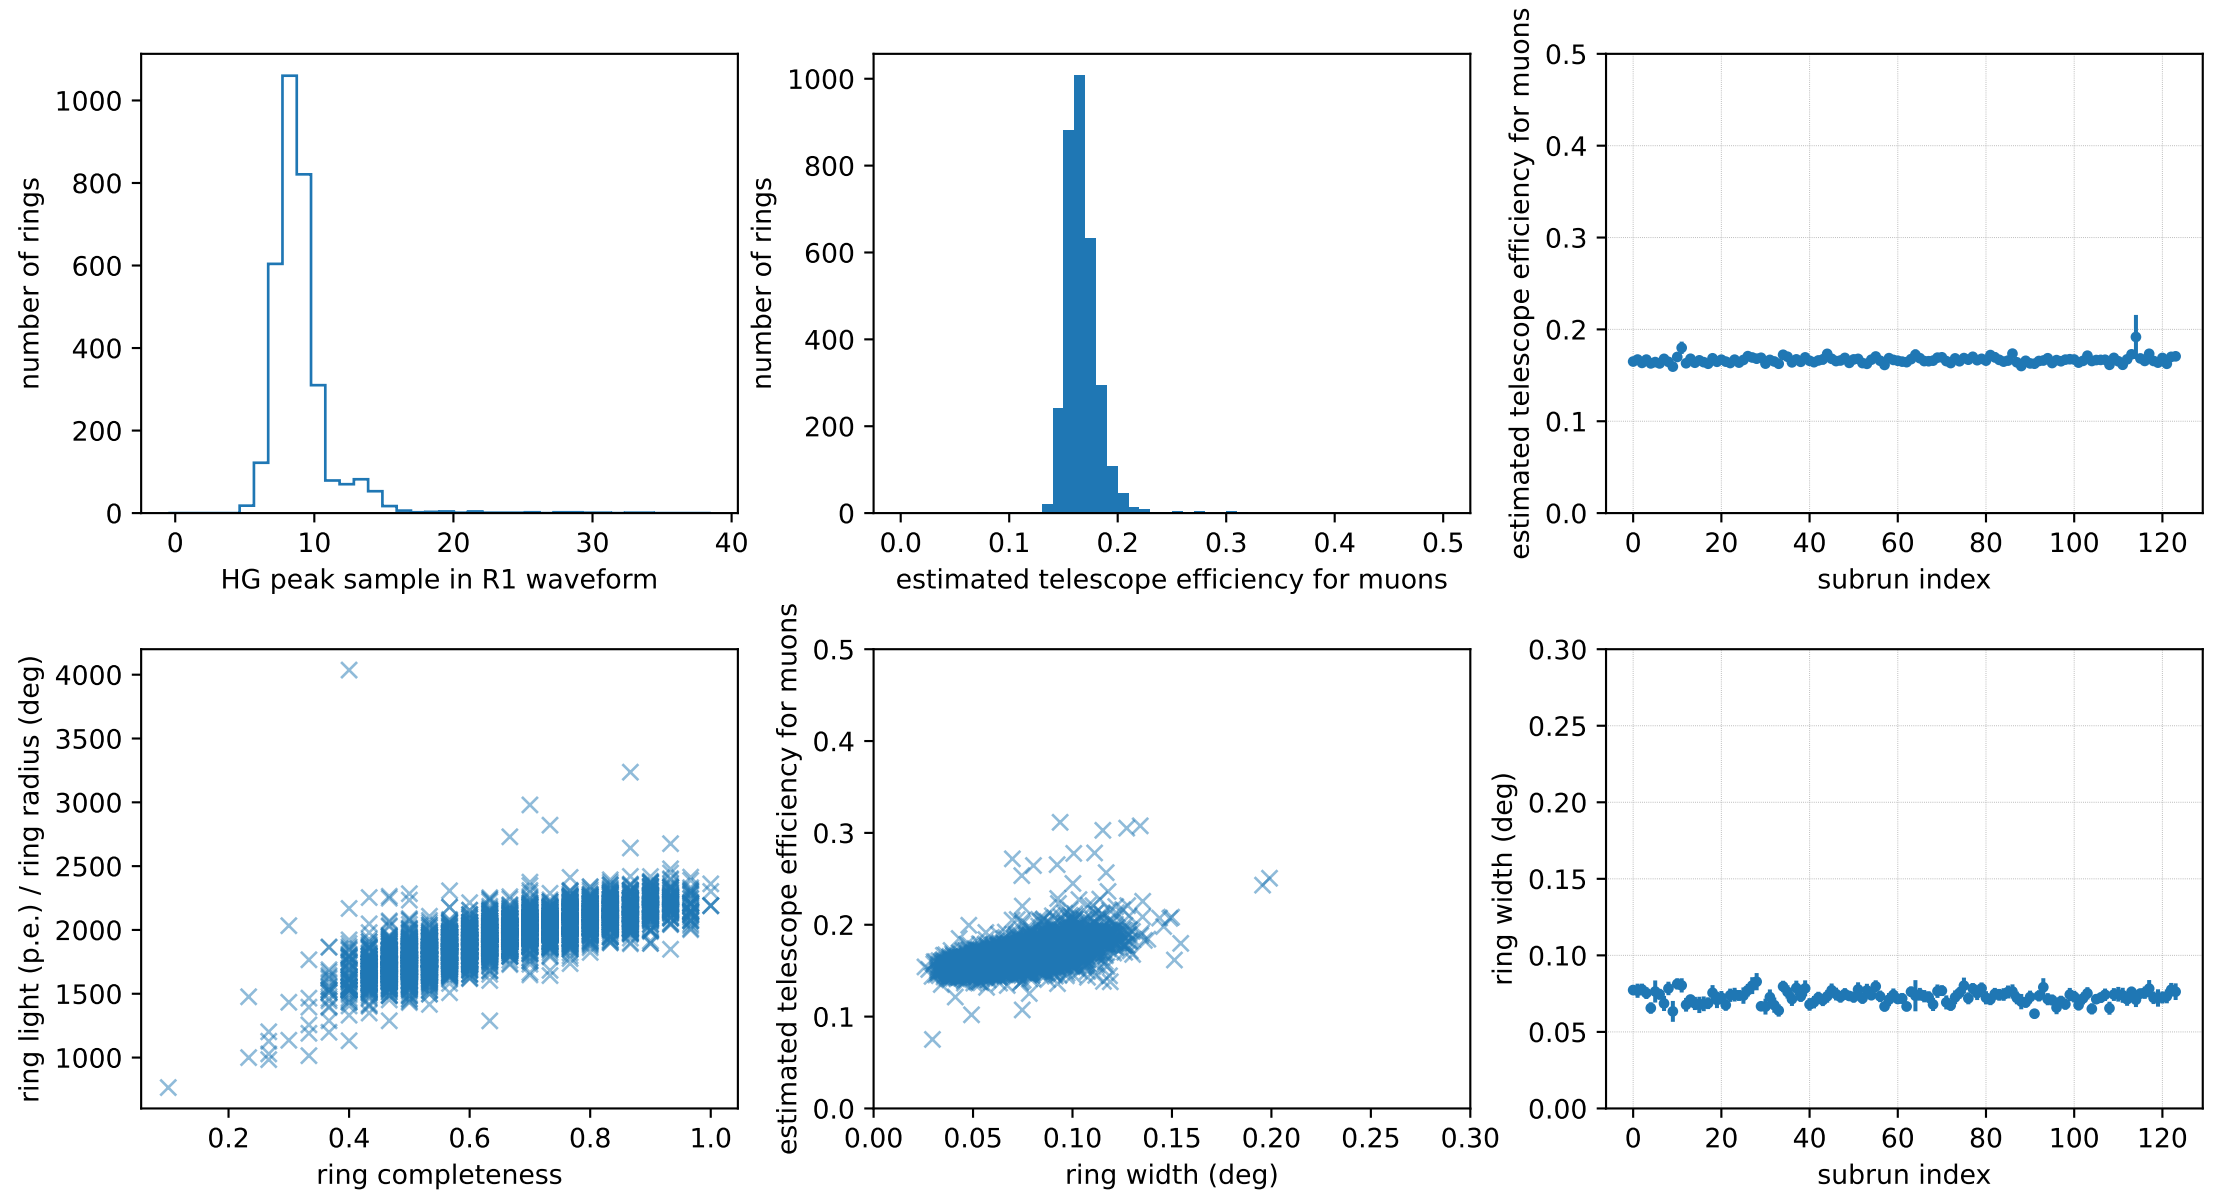 number of rings
1000
800
600
400
200
0
0 10 20 30 40
HG peak sample in R1 waveform
number of rings
1000
800
600
400
200
0
0.0 0.1 0.2 0.3 0.4 0.5
estimated telescope efficiency for muons
estimated telescope efficiency for muons
0.5
0.4
0.3
0.2
0.1
0.0
0 20 40 60 80 100 120
subrun index
ring light (p.e.) / ring radius (deg)
4000
3500
3000
2500
2000
1500
1000
0.2 0.4 0.6 0.8 1.0
ring completeness
estimated telescope efficiency for muons
0.5
0.4
0.3
0.2
0.1
0.0
0.00 0.05 0.10 0.15 0.20 0.25 0.30
ring width (deg)
ring width (deg)
0.30
0.25
0.20
0.15
0.10
0.05
0.00
0 20 40 60 80 100 120
subrun index